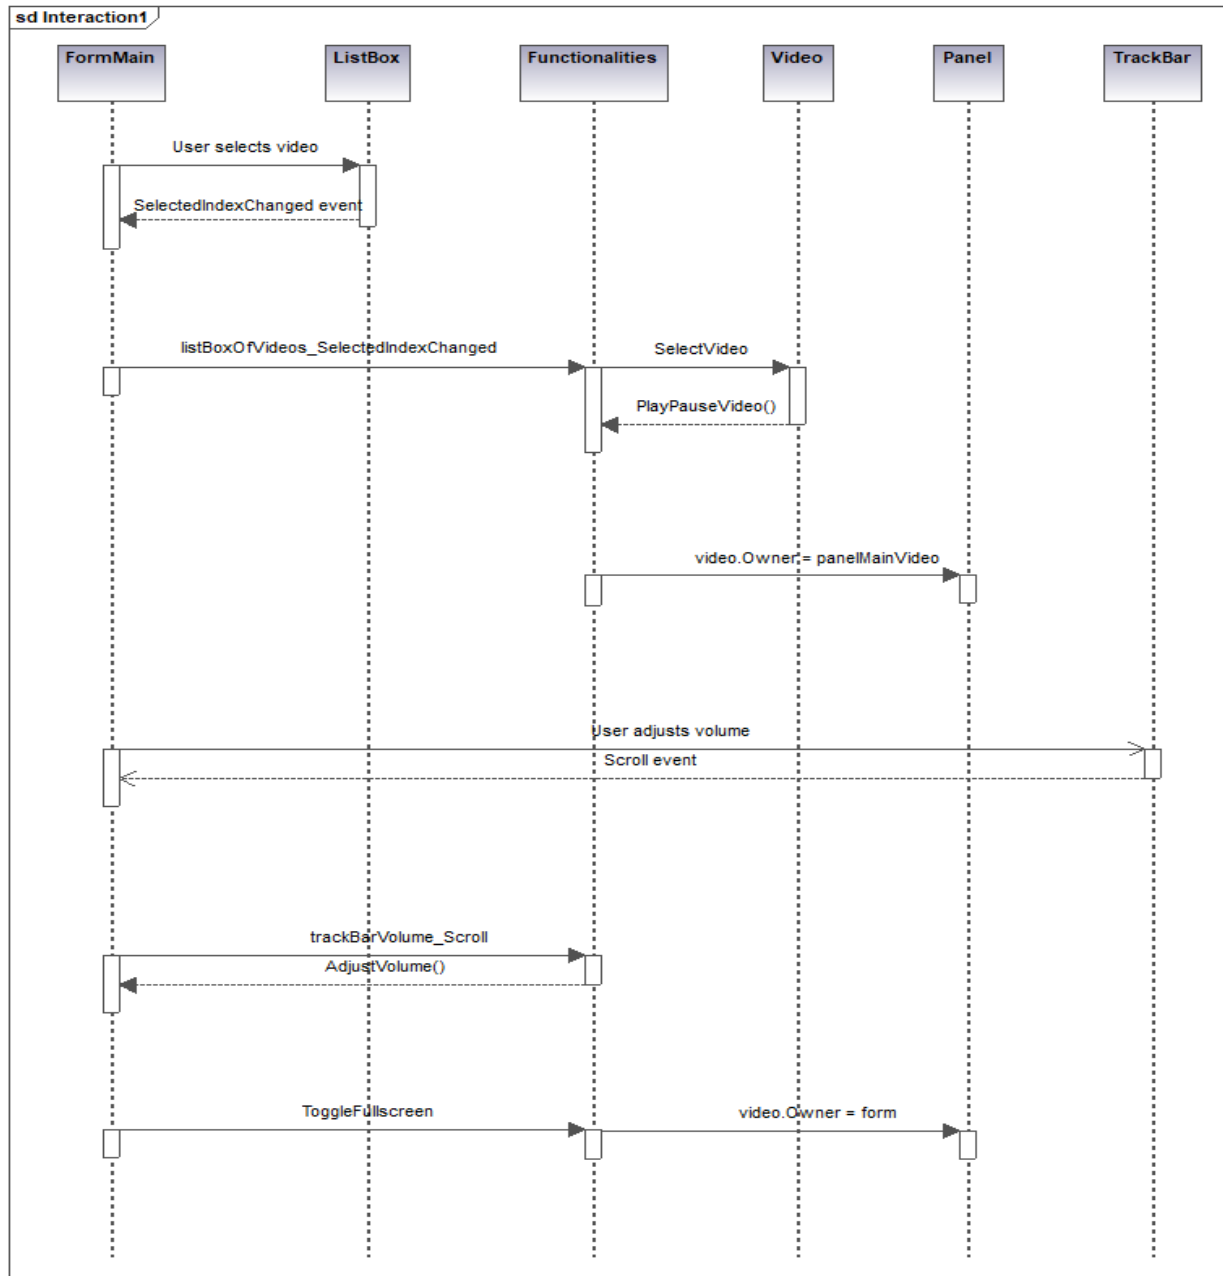 sd Interaction1
FormMain
ListBox
Functionalities
Video
Panel
TrackBar
User selects video
SelectedIndexChanged event
listBoxOfVideos_SelectedIndexChanged
SelectVideo
PlayPauseVideo()
video.Owner = panelMainVideo
User adjusts volume
Scroll event
trackBarVolume_Scroll
AdjustVolume()
ToggleFullscreen
video.Owner = form